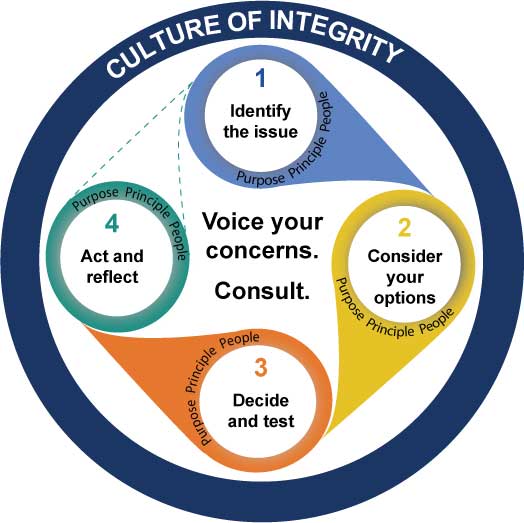 CULTURE OF INTEGRITY
1
Identify
the issue
Purpose Principle People
2
Consider
your
options
Purpose Principle People
3
Decide
and test
Purpose Principle People
4
Act and
reflect
Purpose Principle People
Voice your
concerns.
Consult.